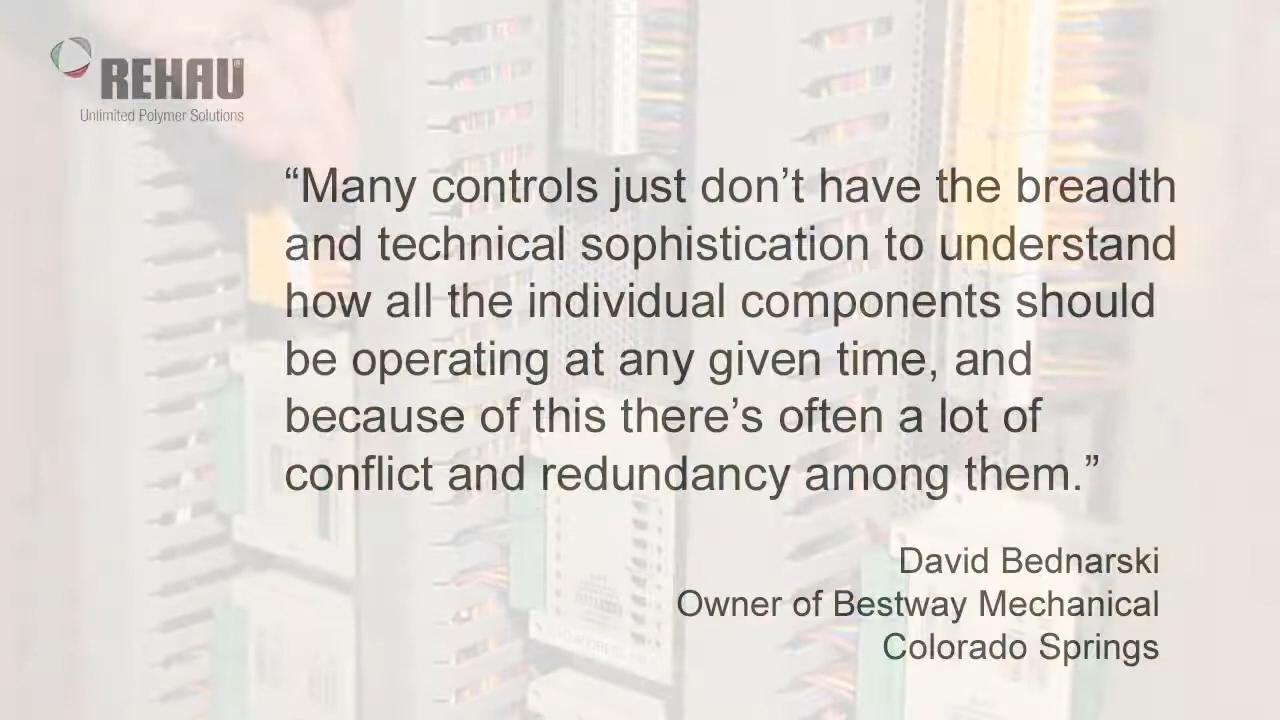 REHAU
Unlimited Polymer Solutions
“Many controls just don’t have the breadth
and technical sophistication to understand
how all the individual components should
be operating at any given time, and
because of this there’s often a lot of
conflict and redundancy among them.”
David Bednarski
Owner of Bestway Mechanical
Colorado Springs